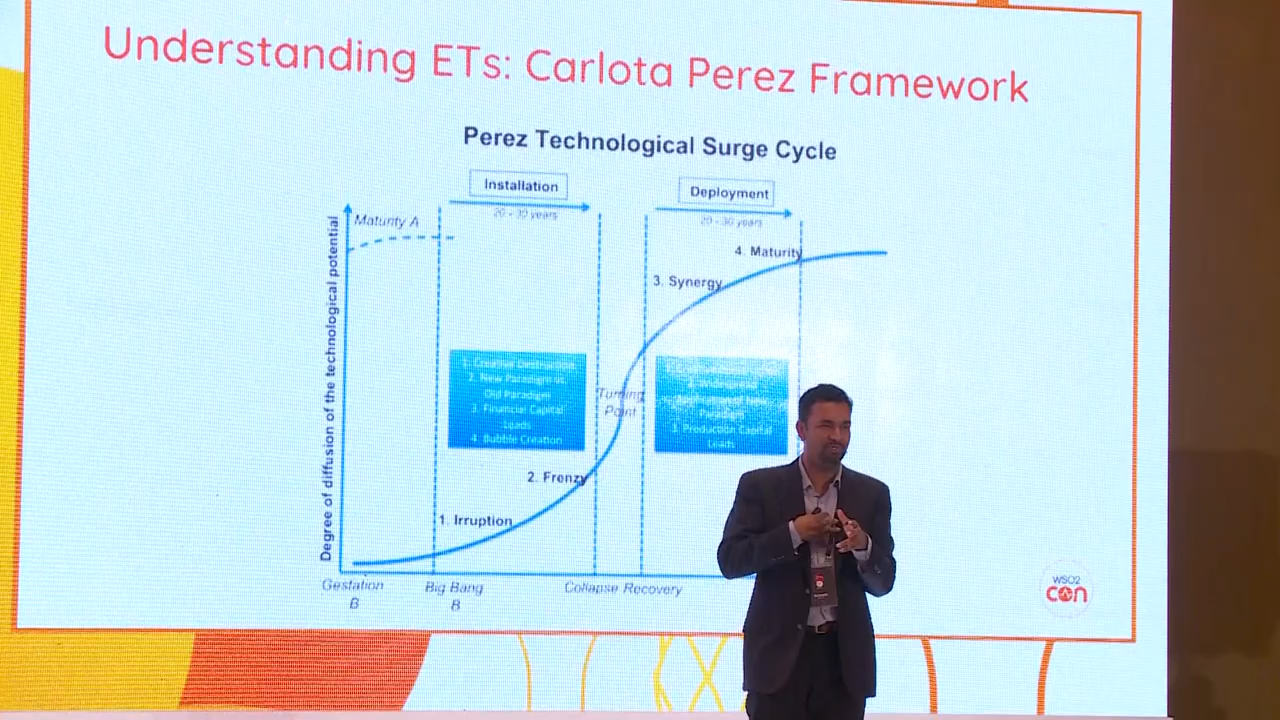 Understanding ETs: Carlota Perez Framework
Perez Technological Surge Cycle
Installation
20 - 30 years
Deployment
20 - 30 years
Maturity A
Degree of diffusion of the technological potential
4. Maturity
3. Synergy
1. Creative Destruction
2. New Paradigm vs
Old Paradigm
3. Financial Capital
Leads
4. Bubble Creation
Turning
Point
New
Paradigm
3. Production Capital
Leads
2. Frenzy
1. Irruption
Gestation
B
Big Bang
B
Collapse Recovery
WSO2
con